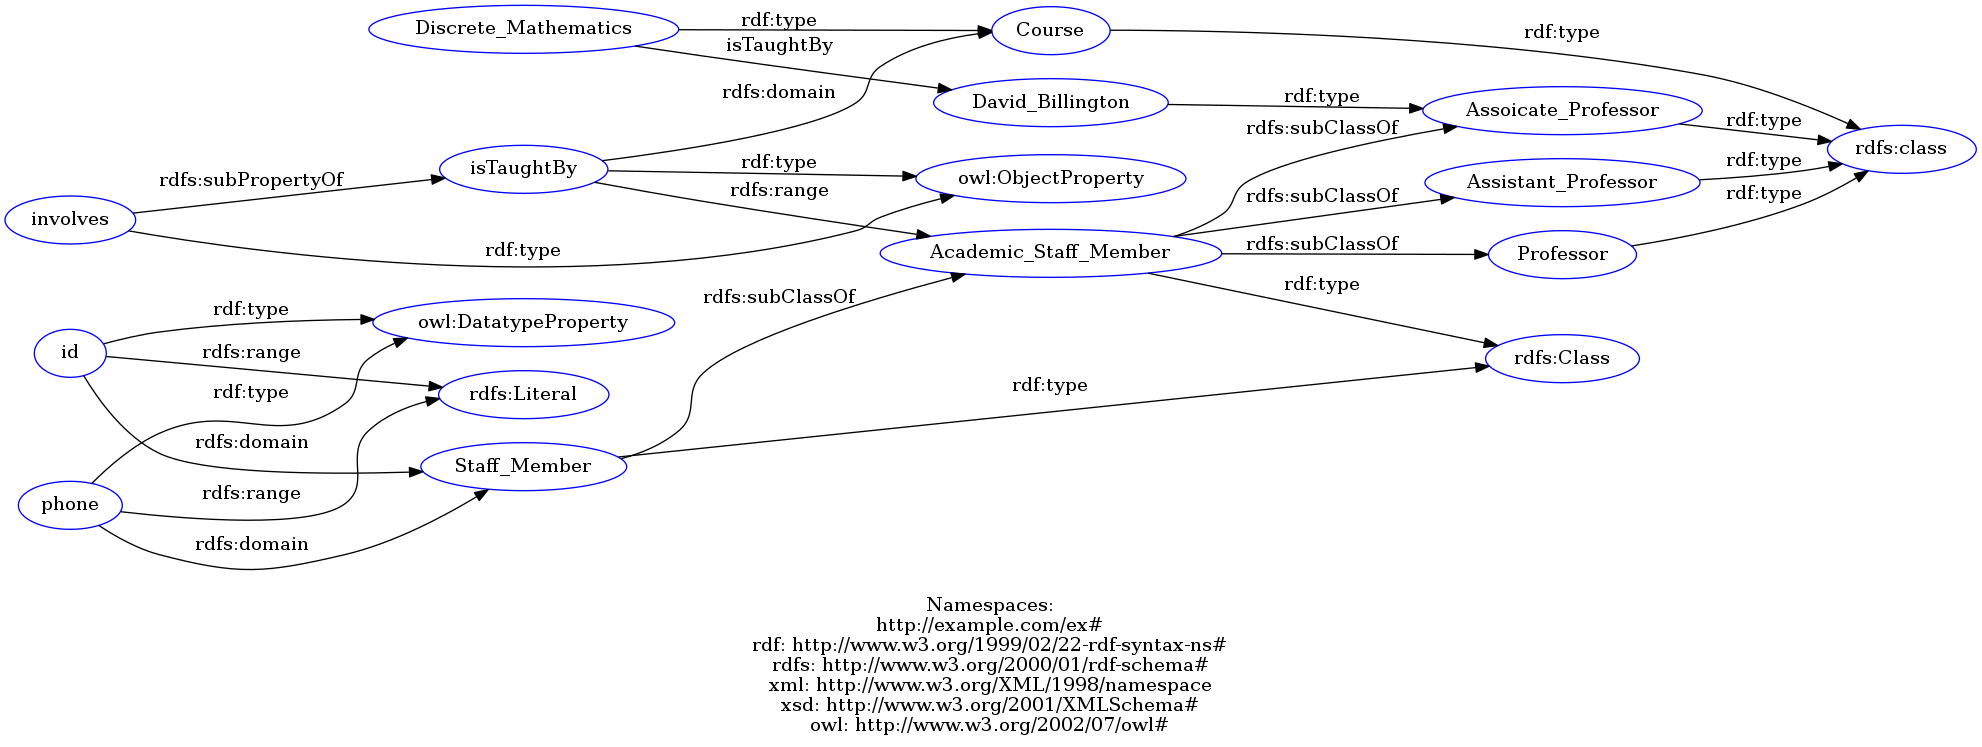 Discrete_Mathematics
rdf:type
Course
rdf:type
isTaughtBy
rdfs:domain
David_Billington
rdf:type
Assoicate_Professor
rdf:type
rdfs:class
rdfs:subClassOf
isTaughtBy
rdf:type
owl:ObjectProperty
rdfs:range
rdfs:subClassOf
Assistant_Professor
rdf:type
rdf:type
involves
rdfs:subPropertyOf
rdf:type
Academic_Staff_Member
rdfs:subClassOf
Professor
rdf:type
rdfs:subClassOf
id
rdf:type
owl:DatatypeProperty
rdfs:range
rdf:type
rdfs:Literal
rdfs:Class
rdf:type
rdfs:domain
Staff_Member
phone
rdfs:range
rdfs:domain
Namespaces:
http://example.com/ex#
rdf: http://www.w3.org/1999/02/22-rdf-syntax-ns#
rdfs: http://www.w3.org/2000/01/rdf-schema#
xml: http://www.w3.org/XML/1998/namespace
xsd: http://www.w3.org/2001/XMLSchema#
owl: http://www.w3.org/2002/07/owl#